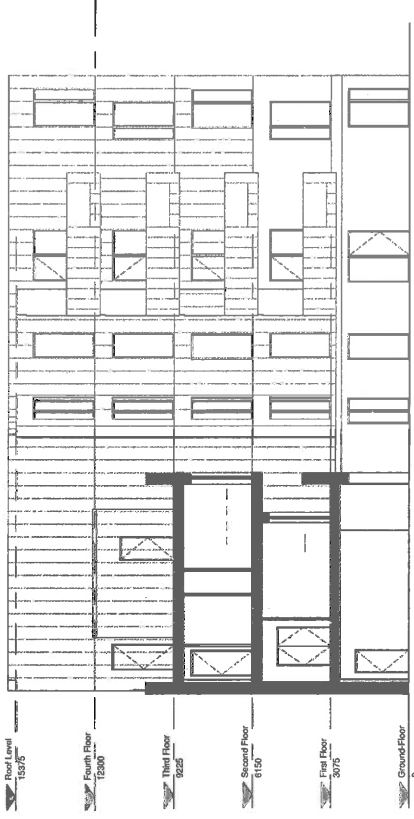 Roof Level
15375
Fourth Floor
12300
Third Floor
9225
Second Floor
6150
First Floor
3075
Ground-Floor